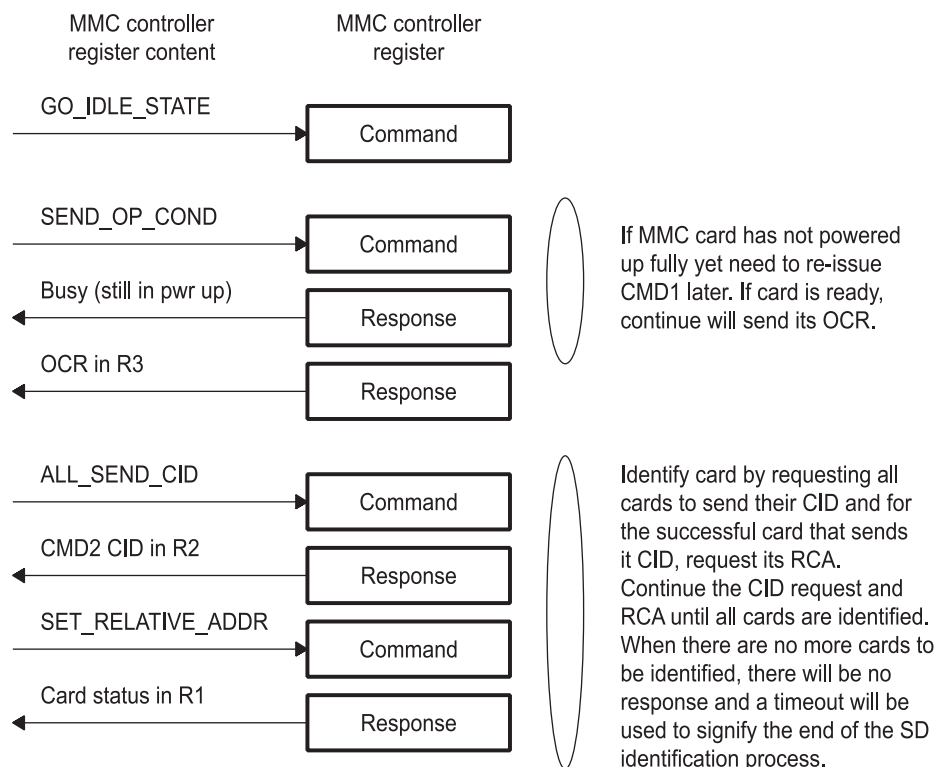 MMC controller
register content
MMC controller
register
GO_IDLE_STATE
Command
SEND_OP_COND
Command
Busy (still in pwr up)
Response
OCR in R3
Response
If MMC card has not powered
up fully yet need to re-issue
CMD1 later. If card is ready,
continue will send its OCR.
ALL_SEND_CID
Command
CMD2 CID in R2
Response
SET_RELATIVE_ADDR
Command
Card status in R1
Response
Identify card by requesting all
cards to send their CID and for
the successful card that sends
it CID, request its RCA.
Continue the CID request and
RCA until all cards are identified.
When there are no more cards to
be identified, there will be no
response and a timeout will be
used to signify the end of the SD
identification process.